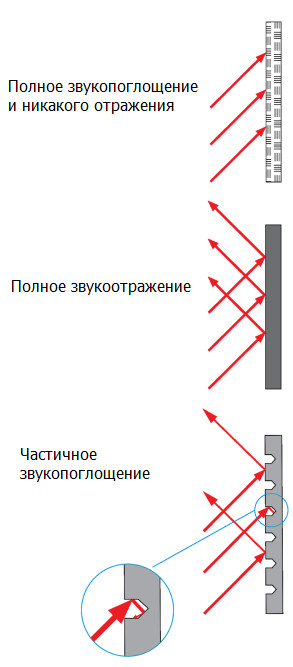 Полное звукопоглощение
и никакого отражения
Полное звукоотражение
Частичное
звукопоглощение